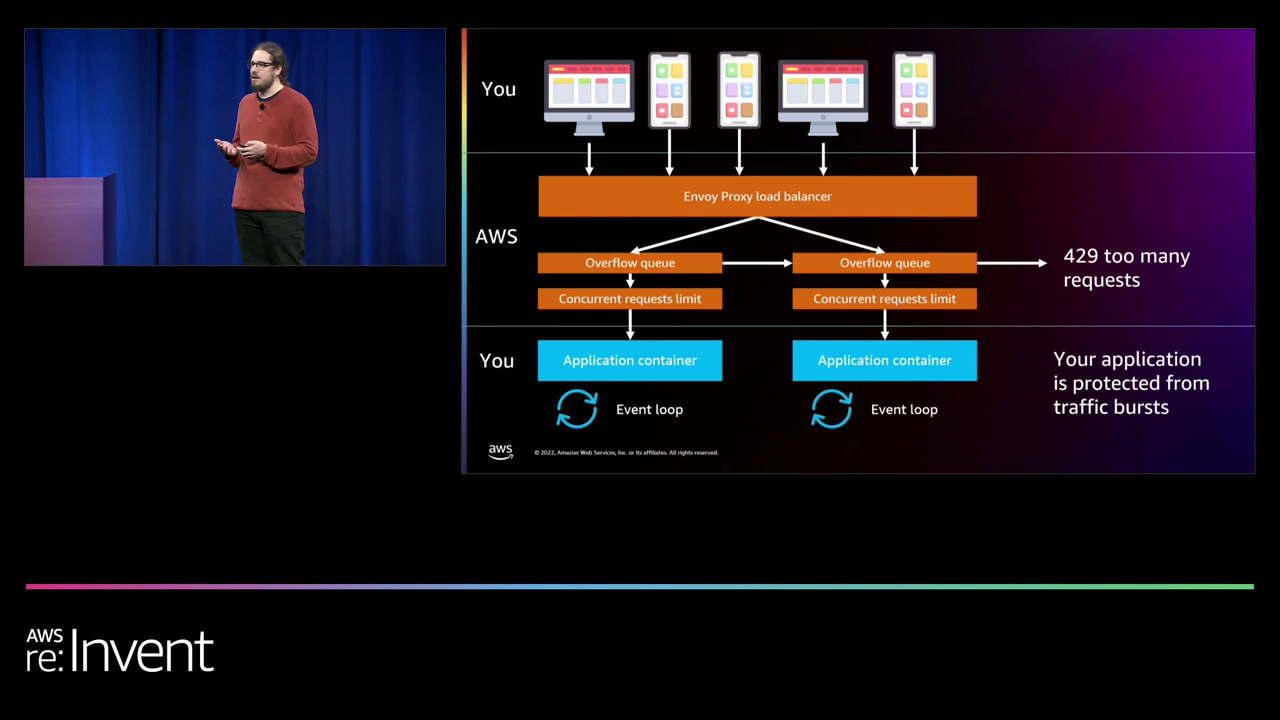 You
Envoy Proxy load balancer
AWS
Overflow queue
Overflow queue
429 too many
requests
Concurrent requests limit
Concurrent requests limit
You
Application container
Application container
Your application
is protected from
traffic bursts
Event loop
Event loop
aws
© 2022, Amazon Web Services, Inc. or its affiliates. All rights reserved.
AWS
re:Invent